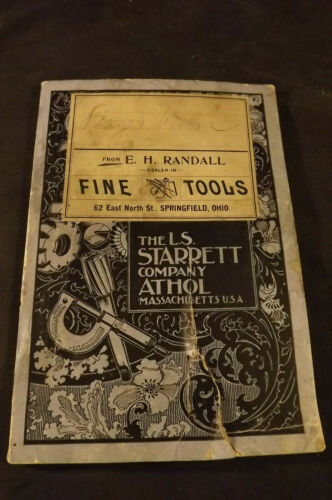 FROM E. H. RANDALL
DEALER IN
FINE TOOLS
62 East North St., SPRINGFIELD, OHIO
THE L.S.
STARRETT
COMPANY
ATHOL
MASSACHUSETTS U.S.A